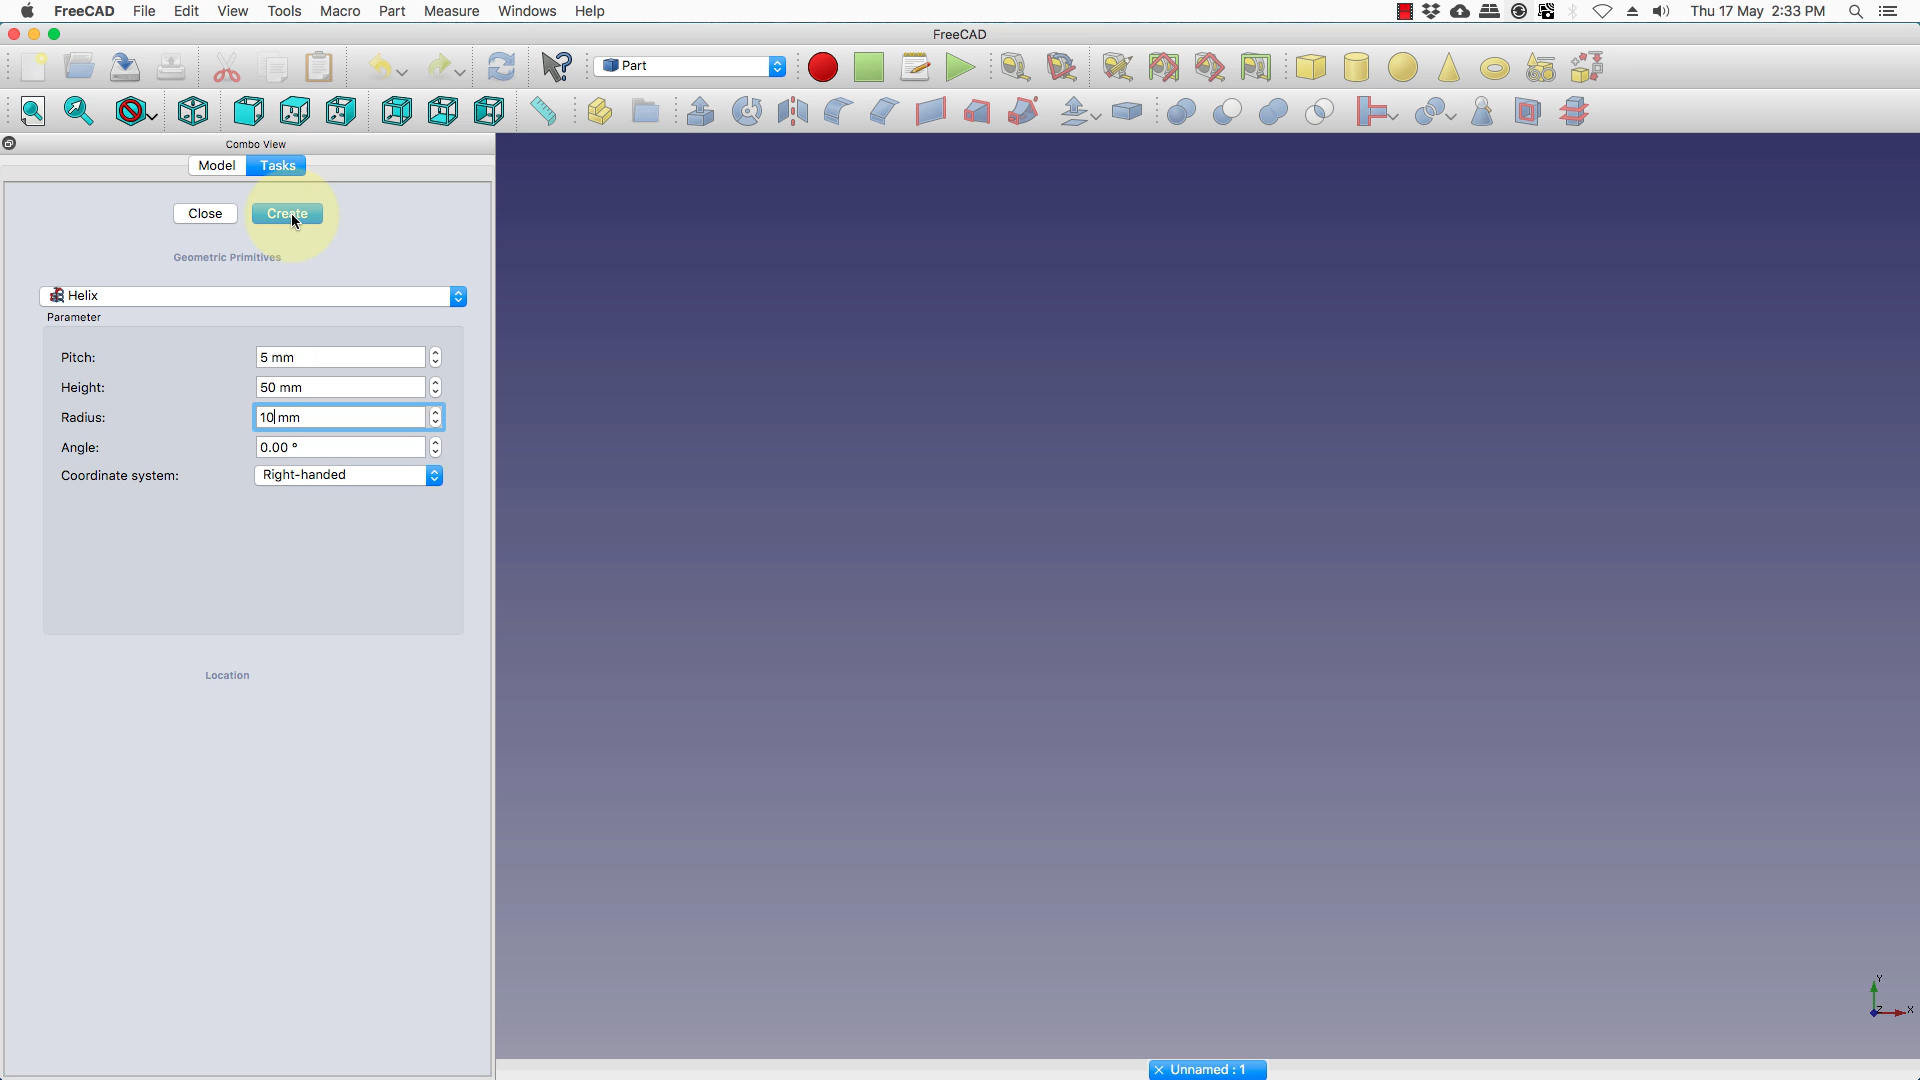 FreeCAD File Edit View Tools Macro Part Measure Windows Help Thu 17 May 2:33 PM
FreeCAD
Part
Combo View
Model Tasks
Close Create
Geometric Primitives
Helix
Parameter
Pitch: 5 mm
Height: 50 mm
Radius: 10 mm
Angle: 0.00 °
Coordinate system: Right-handed
Location
Y
Z X
Unnamed : 1